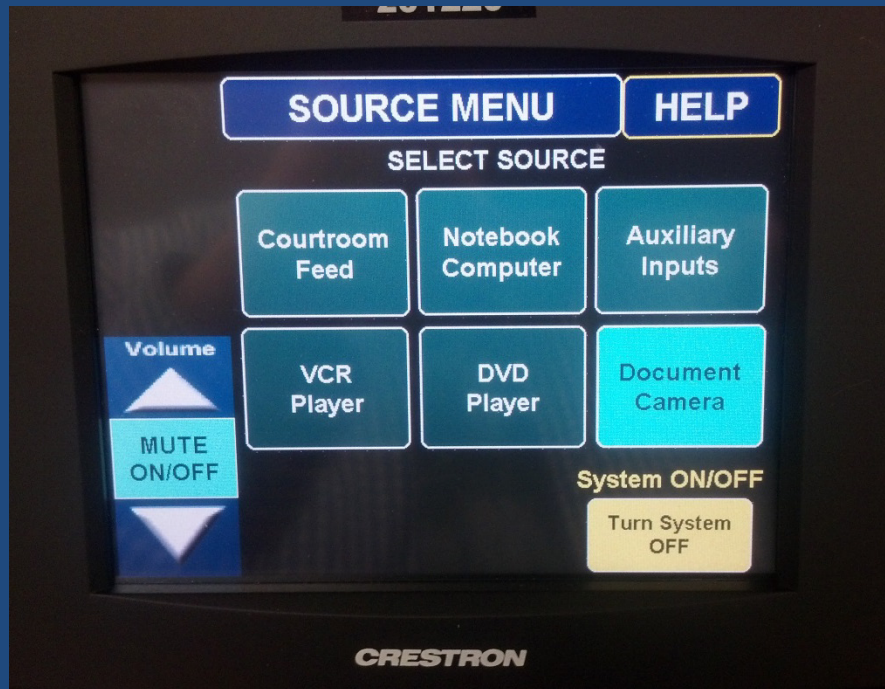 SOURCE MENU
HELP
SELECT SOURCE
Courtroom
Feed
Notebook
Computer
Auxiliary
Inputs
Volume
MUTE
ON/OFF
VCR
Player
DVD
Player
Document
Camera
System ON/OFF
Turn System
OFF
CRESTRON